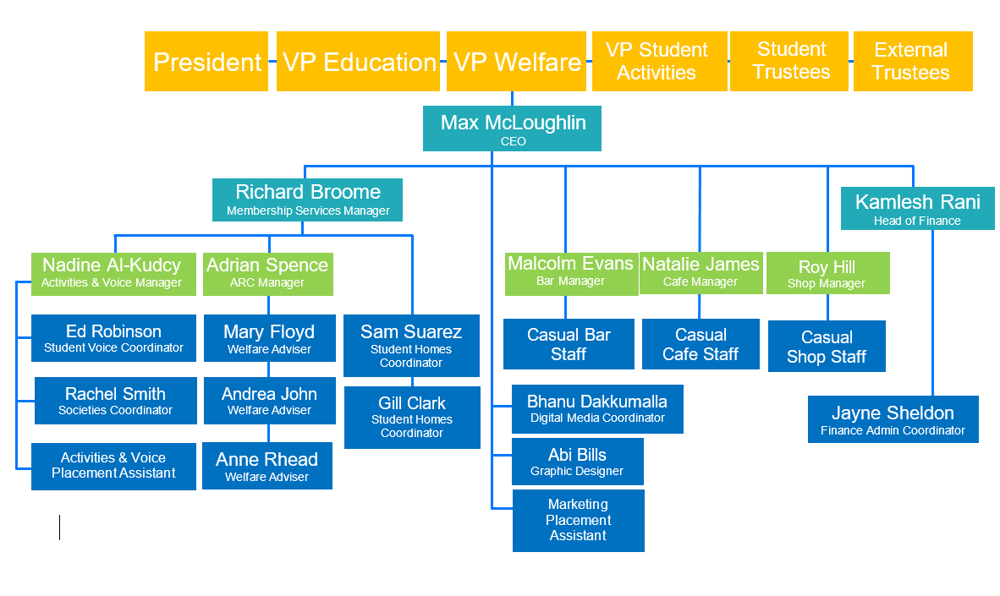 President
VP Education
VP Welfare
VP Student
Activities
Student
Trustees
External
Trustees
Max McLoughlin
CEO
Richard Broome
Membership Services Manager
Kamlesh Rani
Head of Finance
Nadine Al-Kudcy
Activities & Voice Manager
Adrian Spence
ARC Manager
Malcolm Evans
Bar Manager
Natalie James
Cafe Manager
Roy Hill
Shop Manager
Ed Robinson
Student Voice Coordinator
Mary Floyd
Welfare Adviser
Sam Suarez
Student Homes
Coordinator
Casual Bar
Staff
Casual
Cafe Staff
Casual
Shop Staff
Rachel Smith
Societies Coordinator
Andrea John
Welfare Adviser
Gill Clark
Student Homes
Coordinator
Bhanu Dakkumalla
Digital Media Coordinator
Jayne Sheldon
Finance Admin Coordinator
Activities & Voice
Placement Assistant
Anne Rhead
Welfare Adviser
Abi Bills
Graphic Designer
Marketing
Placement
Assistant